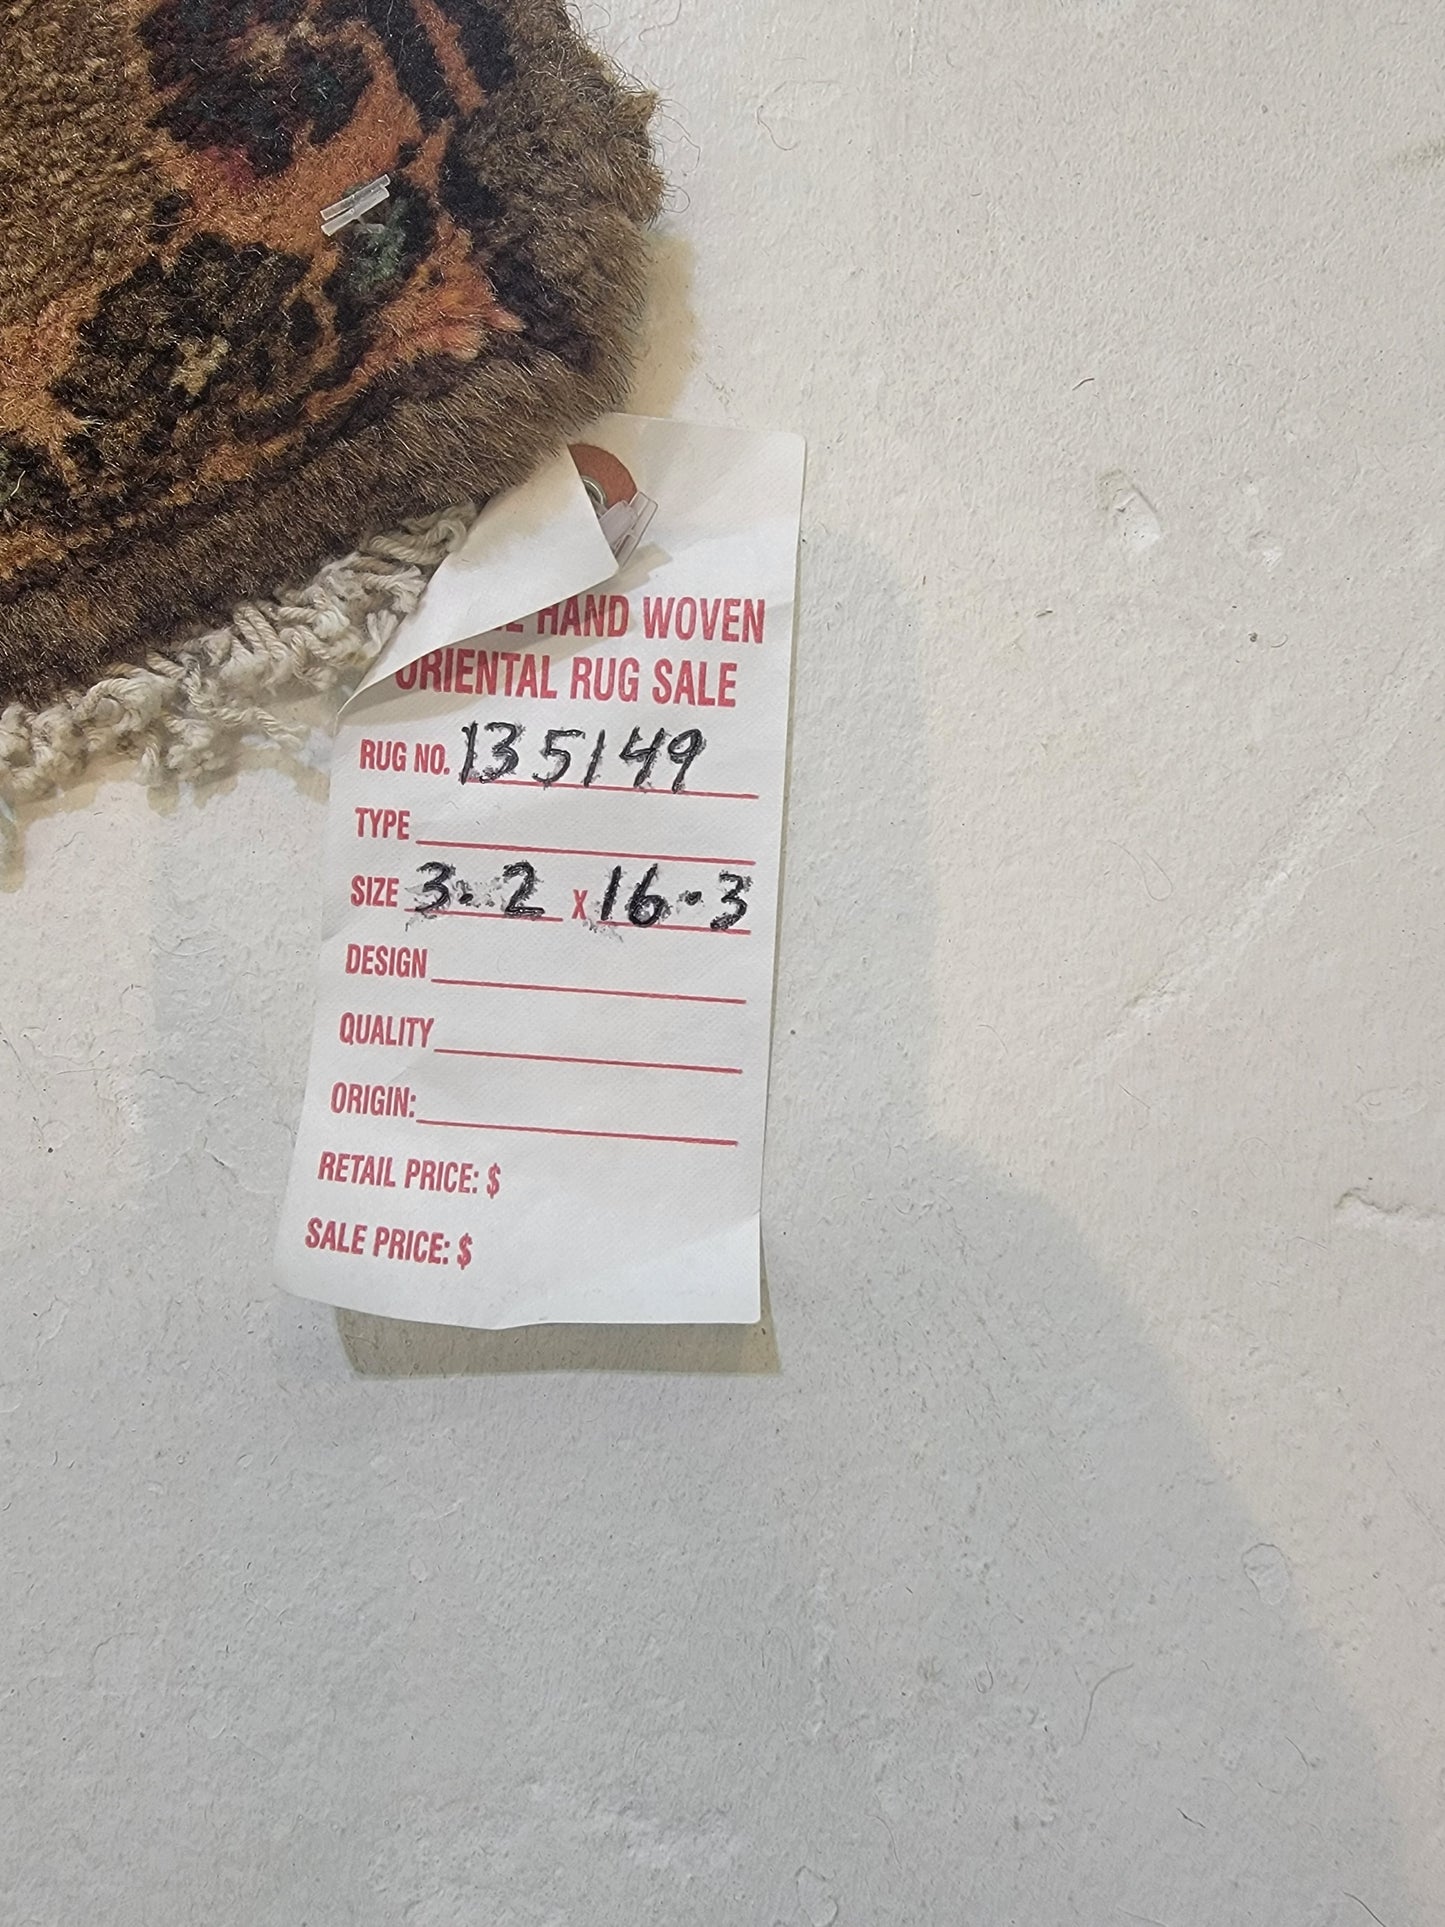 HAND WOVEN
ORIENTAL RUG SALE
RUG NO. 135149
TYPE
SIZE 3.2 X 16.3
DESIGN
QUALITY
ORIGIN:
RETAIL PRICE: $
SALE PRICE: $